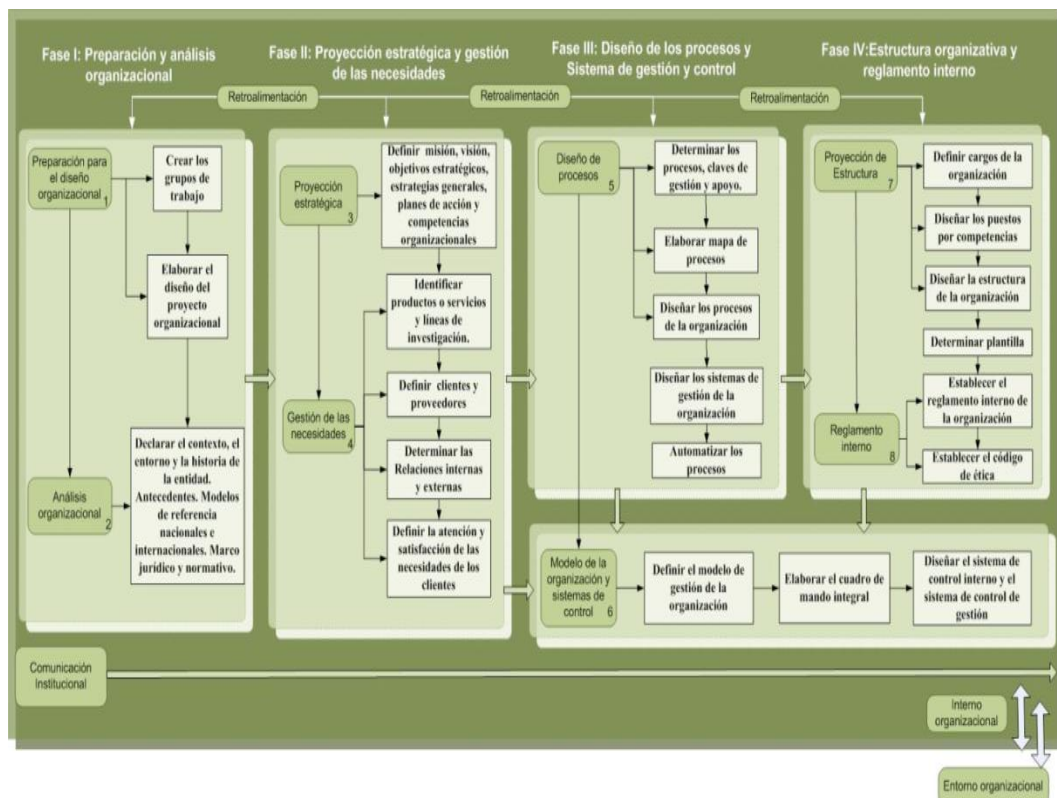 Fase I: Preparación y análisis
organizacional
Fase II: Proyección estratégica y gestión
de las necesidades
Fase III: Diseño de los procesos y
Sistema de gestión y control
Fase IV:Estructura organizativa y
reglamento interno
Retroalimentación
Retroalimentación
Retroalimentación
Preparación para
el diseño
organizacional
1
Crear los
grupos de
trabajo
Elaborar el
diseño del
proyecto
organizacional
Análisis
organizacional
2
Declarar el contexto, el
entorno y la historia de
la entidad.
Antecedentes. Modelos
de referencia
nacionales e
internacionales. Marco
jurídico y normativo.
Proyección
estratégica
3
Definir misión, visión,
objetivos estratégicos,
estrategias generales,
planes de acción y
competencias
organizacionales
Identificar
productos o servicios
y líneas de
investigación.
Gestión de las
necesidades
4
Definir clientes y
proveedores
Determinar las
Relaciones internas
y externas
Definir la atención y
satisfacción de las
necesidades de los
clientes
Diseño de
procesos
5
Determinar los
procesos, claves de
gestión y apoyo.
Elaborar mapa de
procesos
Diseñar los procesos
de la organización
Diseñar los sistemas de
gestión de la
organización
Automatizar los
procesos
Proyección de
Estructura
7
Definir cargos de la
organización
Diseñar los puestos
por competencias
Diseñar la estructura
de la organización
Determinar plantilla
Reglamento
interno
8
Establecer el
reglamento interno de
la organización
Establecer el código
de ética
Modelo de la
organización y
sistemas de
control
6
Definir el modelo de
gestión de la
organización
Elaborar el cuadro de
mando integral
Diseñar el sistema de
control interno y el
sistema de control de
gestión
Comunicación
Institucional
Interno
organizacional
Entorno organizacional